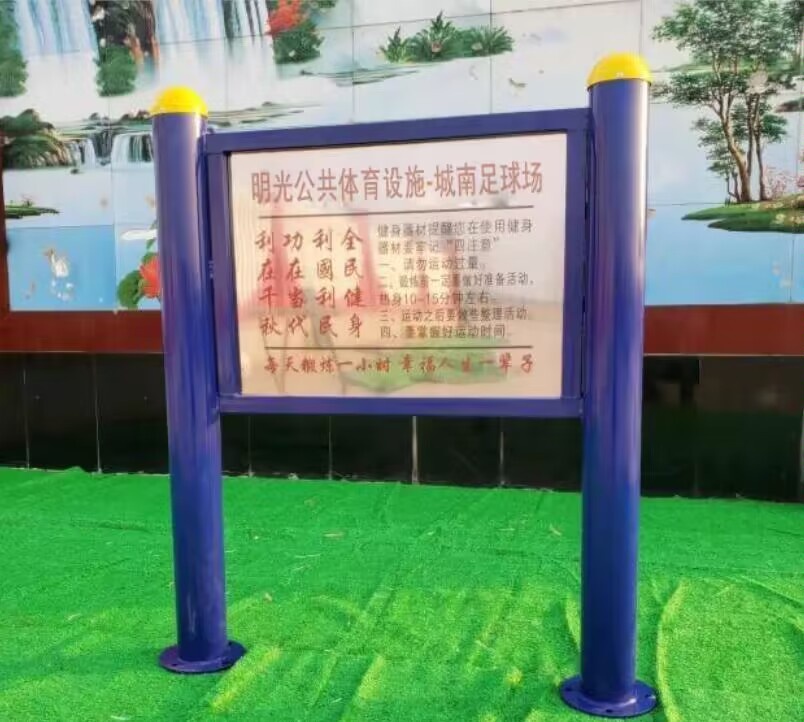 明光公共体育设施-城南足球场
全民健身
利國利民
功在当代
利在千秋
健身器材提醒您在使用健身
器材要牢记“四注意”
一、请勿运动过量。
二、锻炼前一定要做好准备活动，
热身10-15分钟左右。
三、运动之后要做些整理活动。
四、要掌握好运动时间。
每天锻炼一小时 幸福人生一辈子